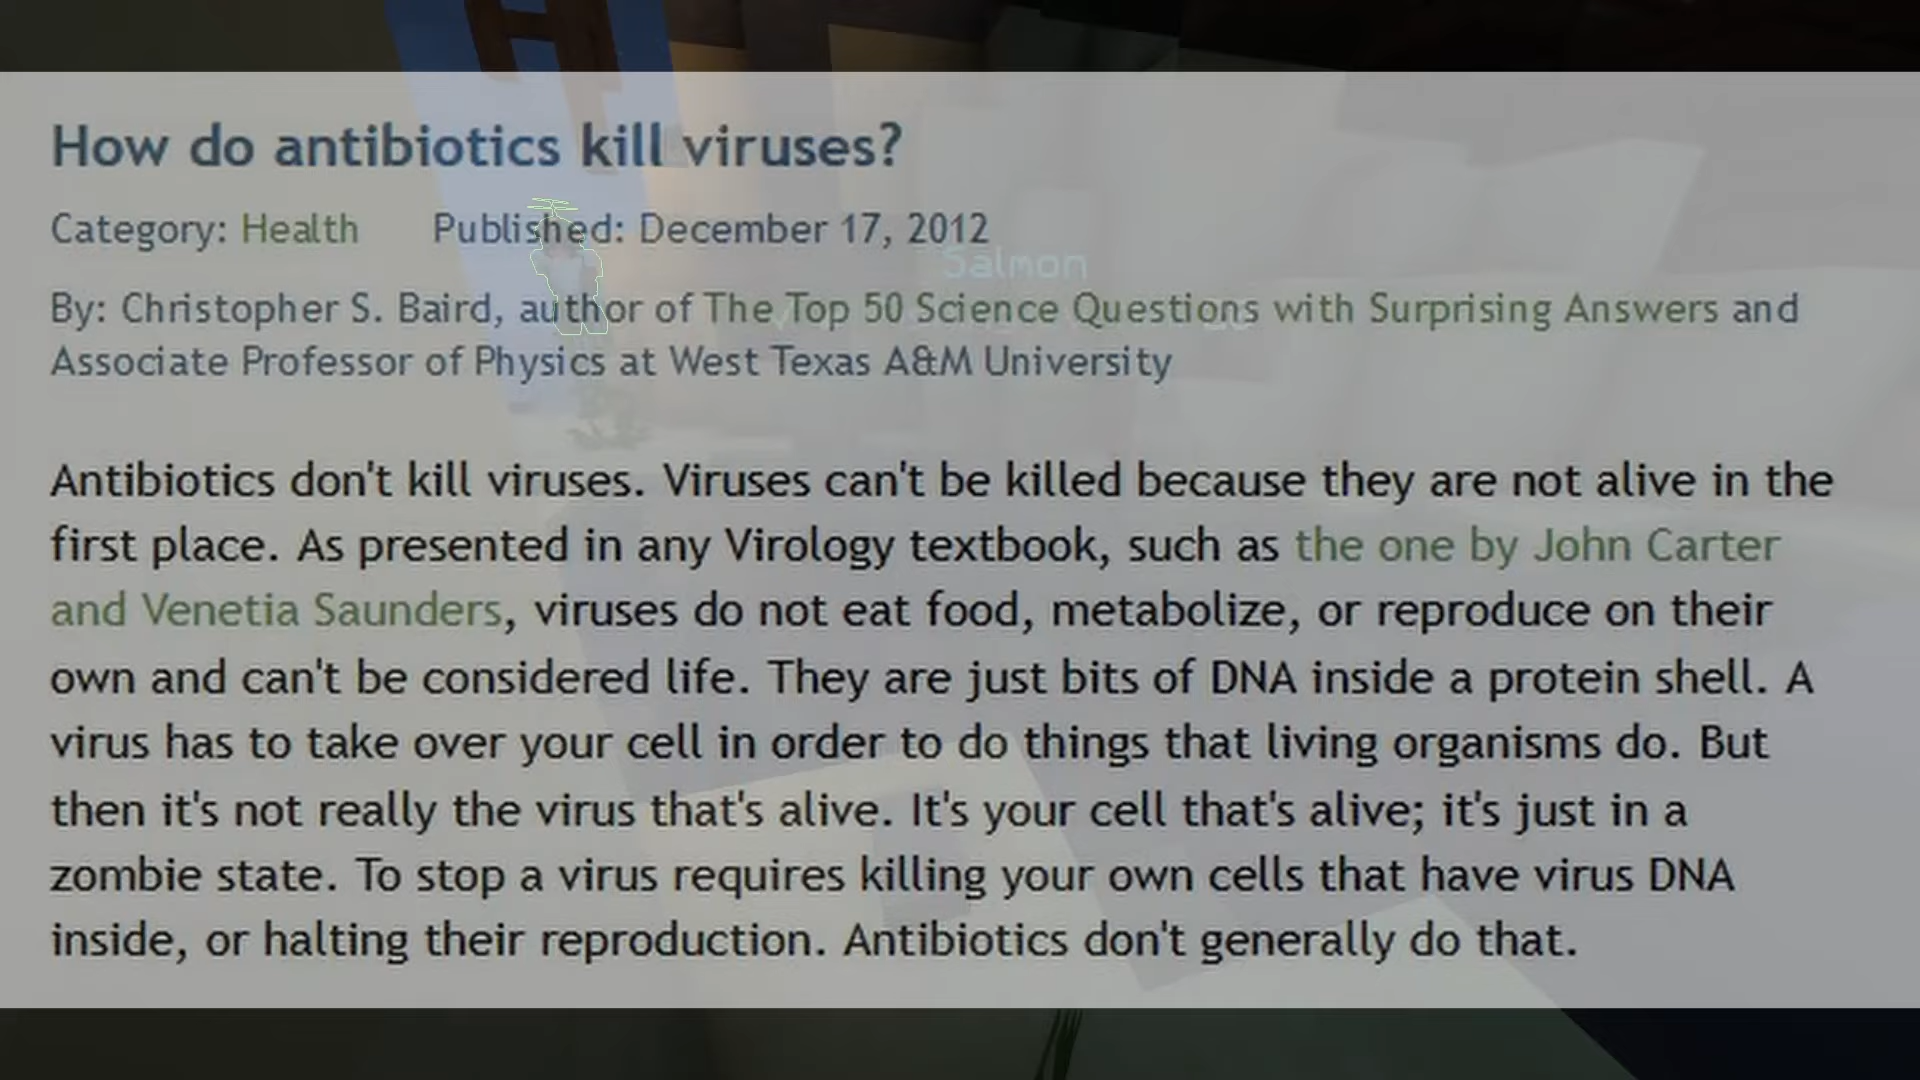 How do antibiotics kill viruses?
Category: Health Published: December 17, 2012
Salmon
By: Christopher S. Baird, author of The Top 50 Science Questions with Surprising Answers and
Associate Professor of Physics at West Texas A&M University
Antibiotics don't kill viruses. Viruses can't be killed because they are not alive in the
first place. As presented in any Virology textbook, such as the one by John Carter
and Venetia Saunders, viruses do not eat food, metabolize, or reproduce on their
own and can't be considered life. They are just bits of DNA inside a protein shell. A
virus has to take over your cell in order to do things that living organisms do. But
then it's not really the virus that's alive. It's your cell that's alive; it's just in a
zombie state. To stop a virus requires killing your own cells that have virus DNA
inside, or halting their reproduction. Antibiotics don't generally do that.